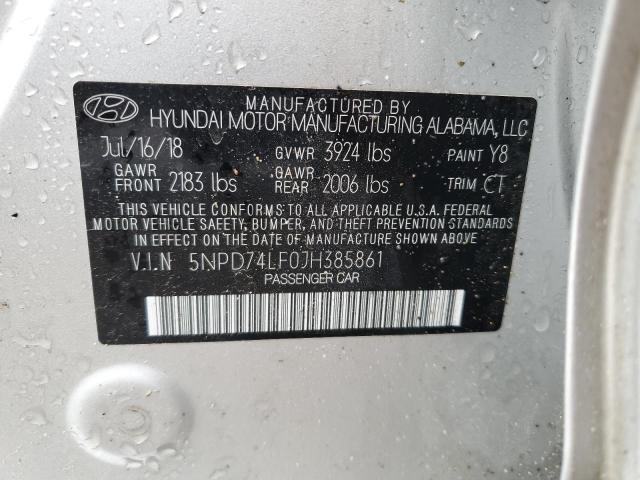 MANUFACTURED BY
HYUNDAI MOTOR MANUFACTURING ALABAMA, LLC
Jul/16/18 GVWR 3924 lbs PAINT Y8
GAWR FRONT 2183 lbs GAWR REAR 2006 lbs TRIM CT
THIS VEHICLE CONFORMS TO ALL APPLICABLE U.S.A. FEDERAL
MOTOR VEHICLE SAFETY, BUMPER, AND THEFT PREVENTION STANDARDS
IN EFFECT ON THE DATE OF MANUFACTURE SHOWN ABOVE
V.I.N 5NPD74LF0JH385861
PASSENGER CAR